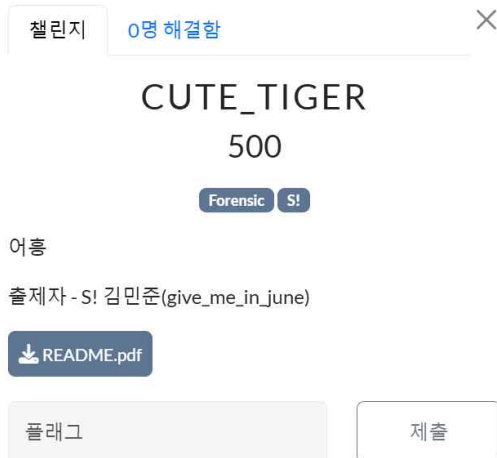 챌린지 0명 해결함
CUTE_TIGER
500
Forensic S!
어흥
출제자 - S! 김민준(give_me_in_june)
README.pdf
플래그 제출